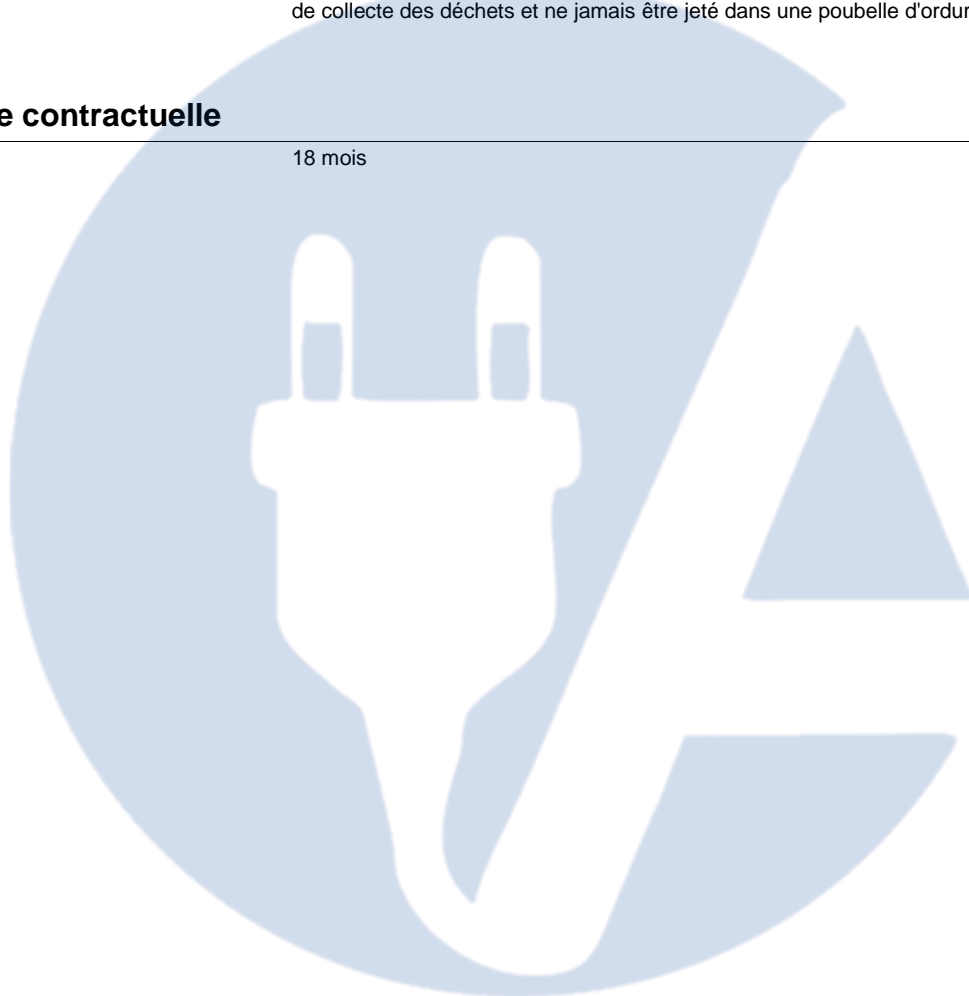 de collecte des déchets et ne jamais être jeté dans une poubelle d'ordur
e contractuelle
18 mois